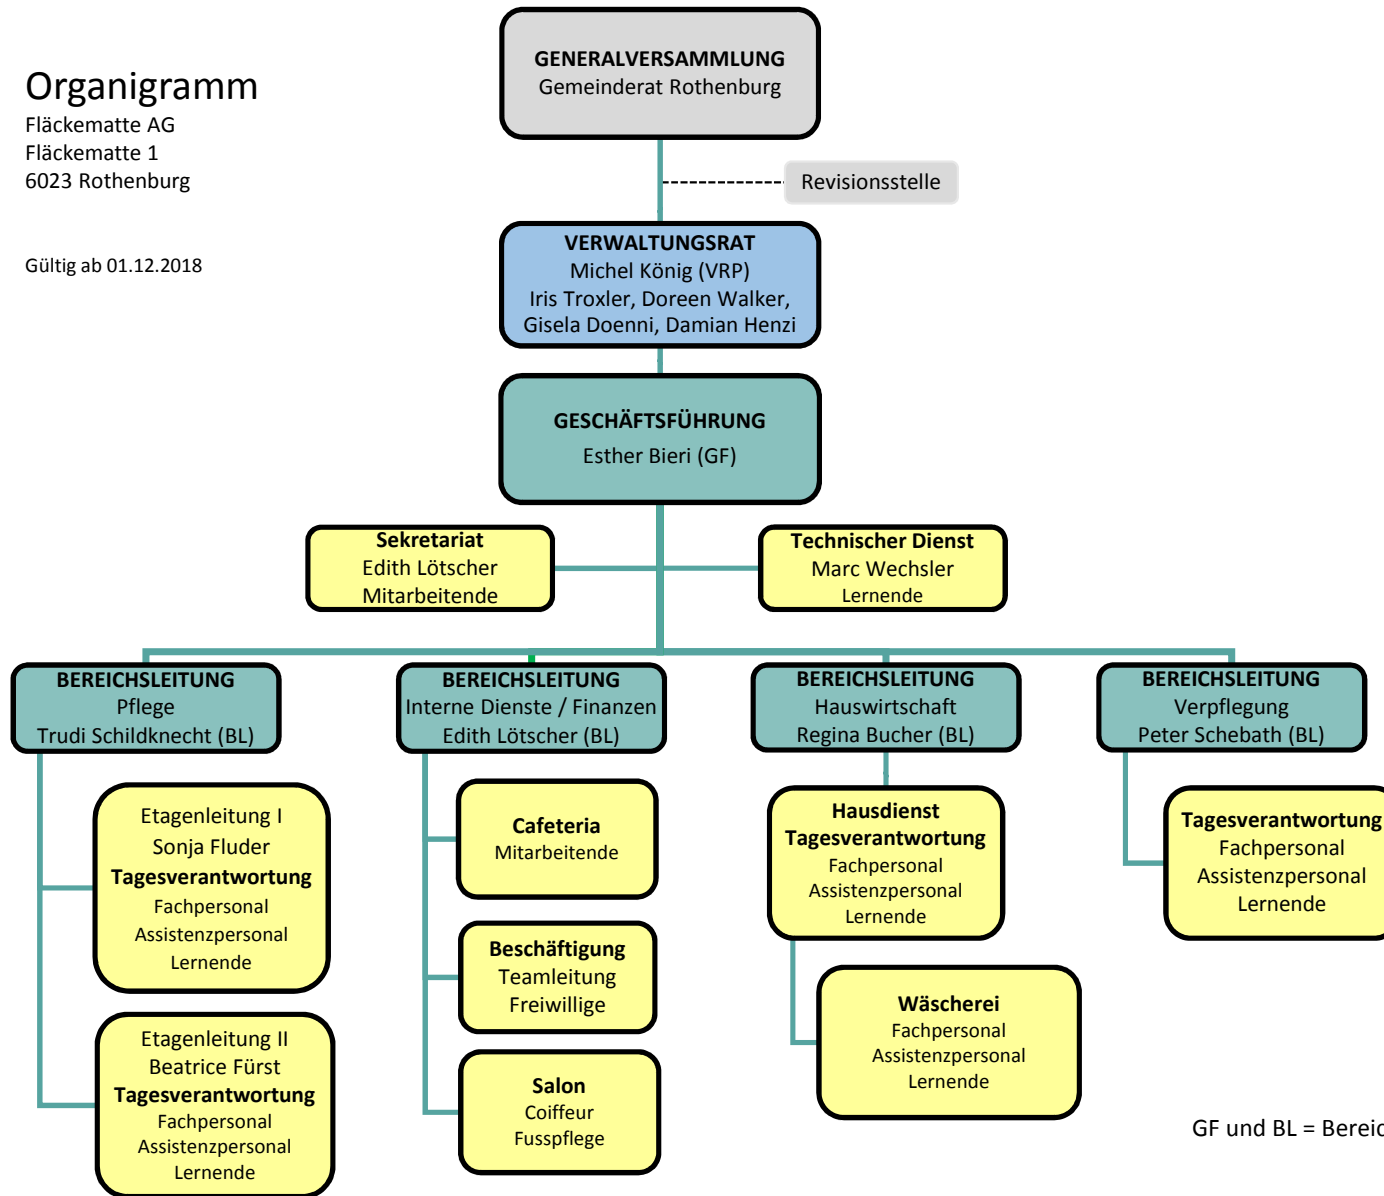 GENERALVERSAMMLUNG
Gemeinderat Rothenburg
Organigramm
Fläckematte AG
Fläckematte 1
6023 Rothenburg
Gültig ab 01.12.2018
Revisionsstelle
VERWALTUNGSRAT
Michel König (VRP)
Iris Troxler, Doreen Walker,
Gisela Doenni, Damian Henzi
GESCHÄFTSFÜHRUNG
Esther Bieri (GF)
Sekretariat
Edith Lötscher
Mitarbeitende
Technischer Dienst
Marc Wechsler
Lernende
BEREICHSLEITUNG
Pflege
Trudi Schildknecht (BL)
BEREICHSLEITUNG
Interne Dienste / Finanzen
Edith Lötscher (BL)
BEREICHSLEITUNG
Hauswirtschaft
Regina Bucher (BL)
BEREICHSLEITUNG
Verpflegung
Peter Schebath (BL)
Etagenleitung I
Sonja Fluder
Tagesverantwortung
Fachpersonal
Assistenzpersonal
Lernende
Etagenleitung II
Beatrice Fürst
Tagesverantwortung
Fachpersonal
Assistenzpersonal
Lernende
Cafeteria
Mitarbeitende
Beschäftigung
Teamleitung
Freiwillige
Salon
Coiffeur
Fusspflege
Hausdienst
Tagesverantwortung
Fachpersonal
Assistenzpersonal
Lernende
Wäscherei
Fachpersonal
Assistenzpersonal
Lernende
Tagesverantwortung
Fachpersonal
Assistenzpersonal
Lernende
GF und BL =